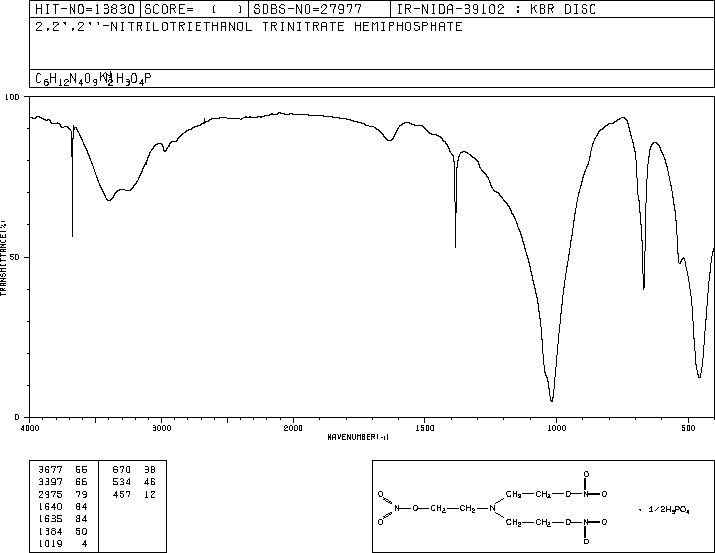 HIT-NO=13830 SCORE= ( ) SDBS-NO=27977 IR-NIDA-39102 : KBR DISC
2,2',2''-NITRILOTRIETHANOL TRINITRATE HEMIPHOSPHATE
100
50
0
TRANSMITTANCE(%)
4000 3000 2000 1500 1000 500
WAVENUMBER(-1)
3677 66 670 38
3397 66 534 46
2975 79 457 12
1640 84
1635 84
1384 50
1019 4
O
CH2-CH2-O-N-O
O
O
N-O-CH2-CH2-N
O
CH2-CH2-O-N-O
O
· 1/2H3PO4